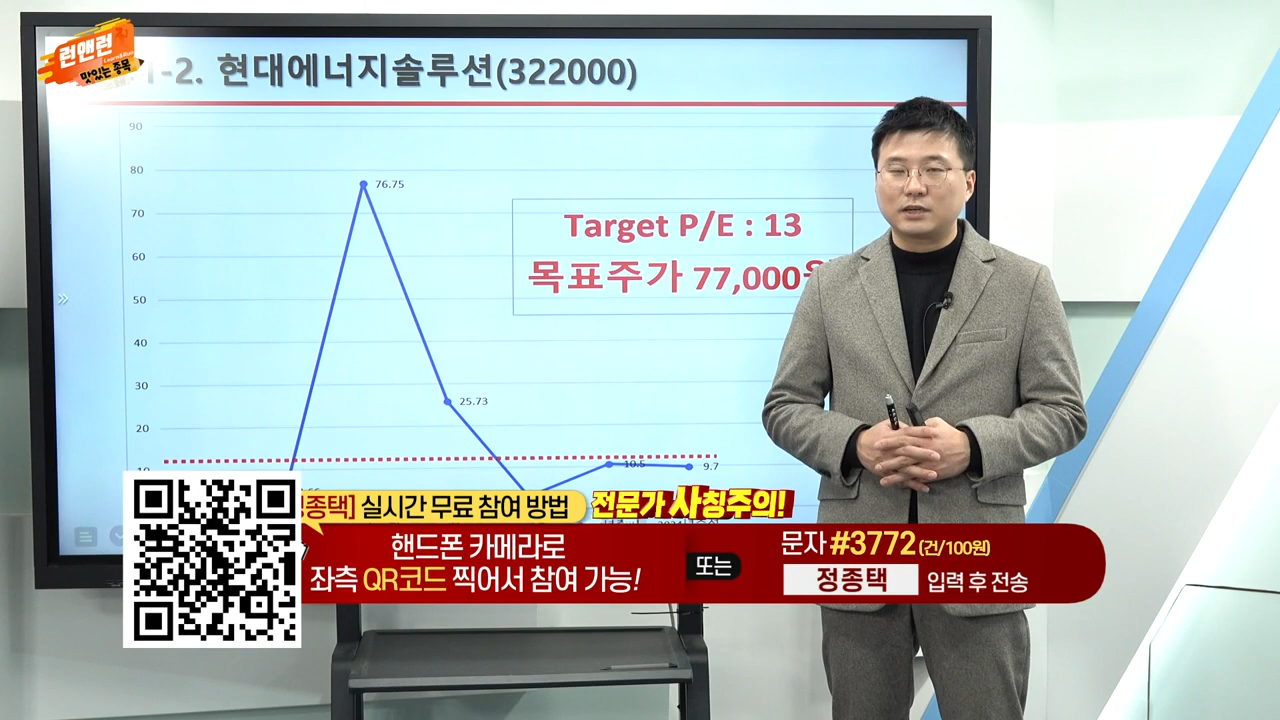 런앤런
맛있는 종목
1-2. 현대에너지솔루션(322000)
90
80
70
60
50
40
30
20
10
76.75
25.73
10.5
9.7
Target P/E : 13
목표주가 77,000원
정종택] 실시간 무료 참여 방법
전문가 사칭주의!
핸드폰 카메라로
좌측 QR코드 찍어서 참여 가능!
또는
문자 #3772 (건/100원)
정종택 입력 후 전송